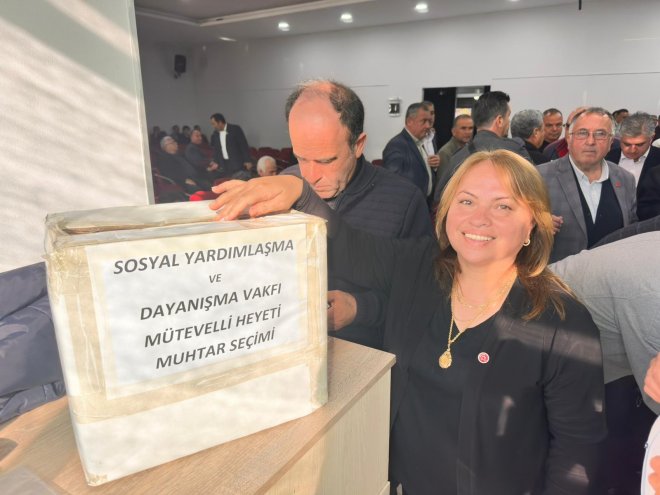 SOSYAL YARDIMLAŞMA
VE
DAYANIŞMA VAKFI
MÜTEVELLİ HEYETİ
MUHTAR SEÇİMİ